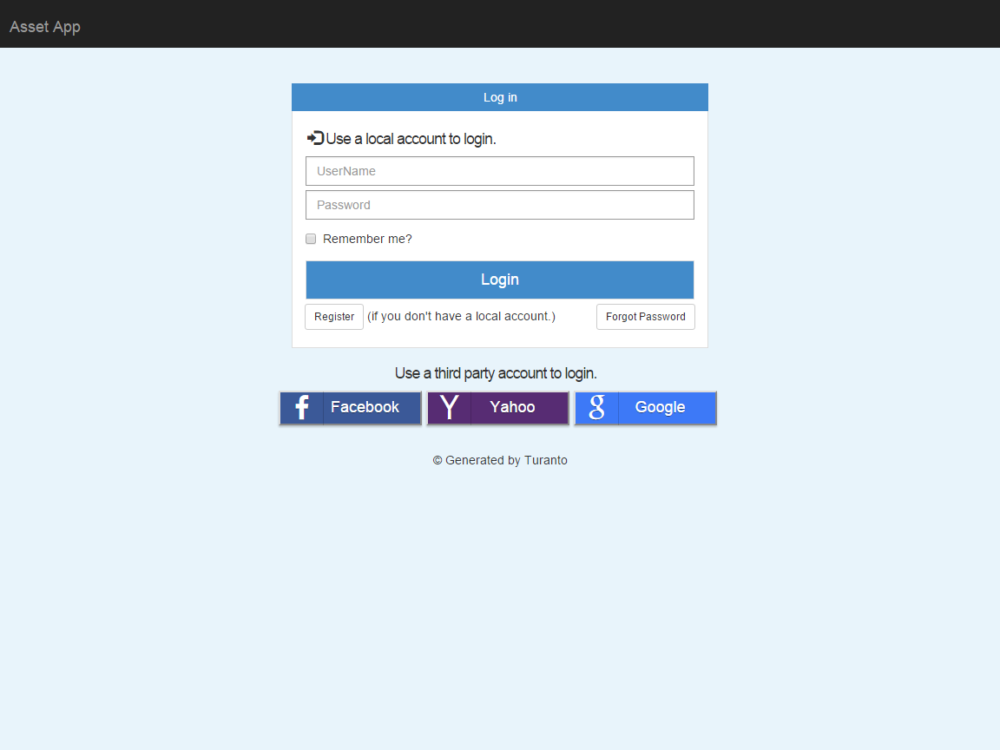 Asset App
Log in
Use a local account to login.
UserName
Password
Remember me?
Login
Register (if you don't have a local account.) Forgot Password
Use a third party account to login.
f Facebook Y Yahoo g Google
© Generated by Turanto